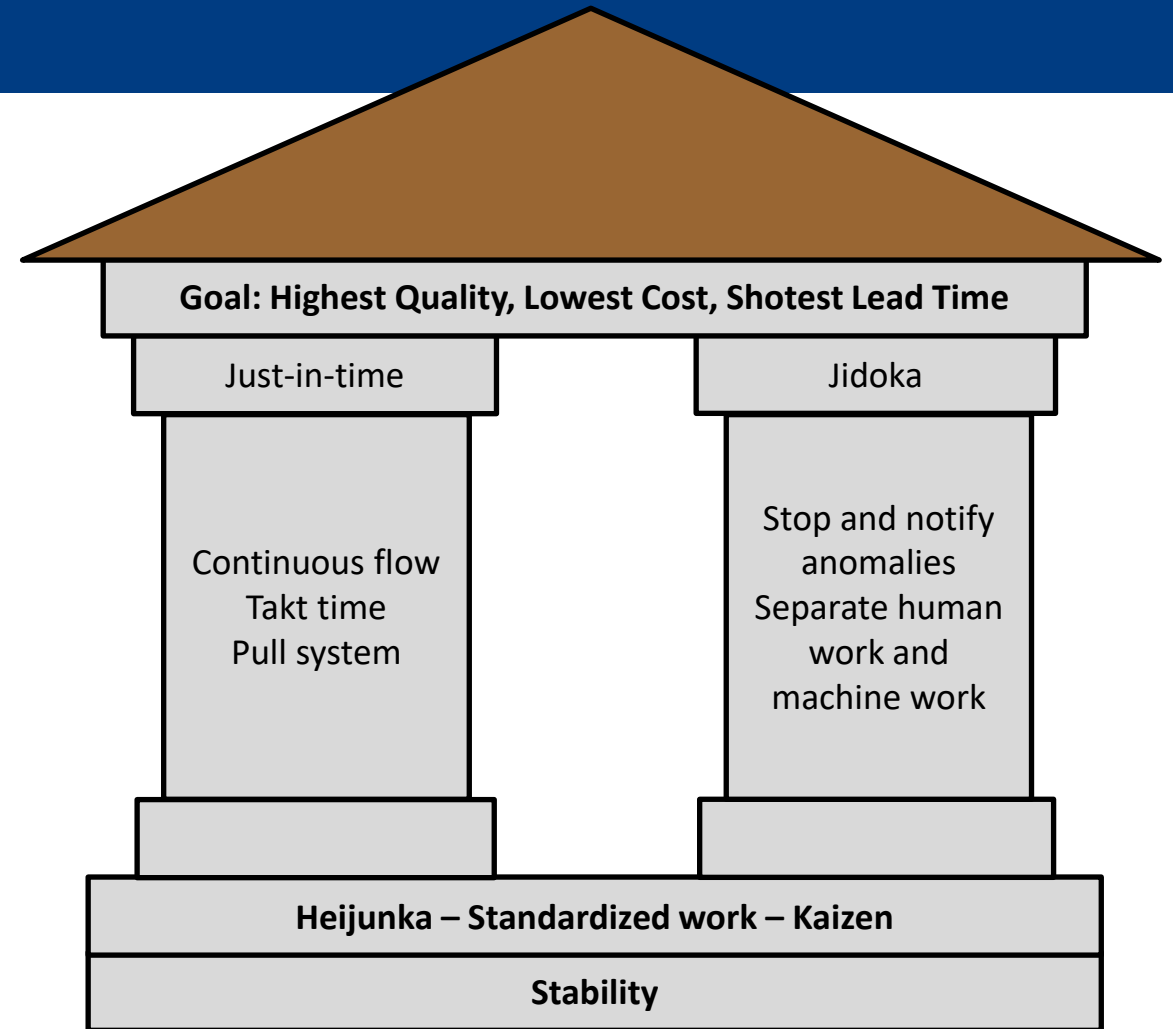 Goal: Highest Quality, Lowest Cost, Shotest Lead Time
Just-in-time
Jidoka
Continuous flow
Takt time
Pull system
Stop and notify
anomalies
Separate human
work and
machine work
Heijunka – Standardized work – Kaizen
Stability